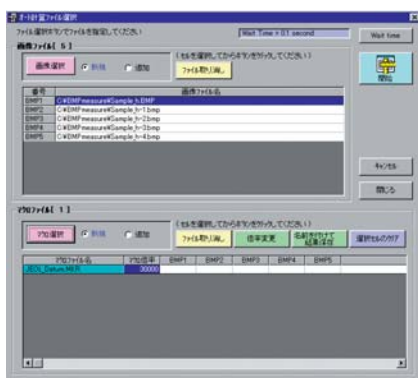 オート計算ファイル選択
ファイル選択ボタンでファイルを指定してください
Wait Time = 0.1 second
Wait time
画像ファイル[ 5 ]
(セルを選択してからボタンをクリックしてください)
画像選択
新規
追加
ファイル取り消し
開始
番号
画像ファイル名
BMP1 C:¥BMPmeasure¥Sample_h.BMP
BMP2 C:¥BMPmeasure¥Sample_h-1.bmp
BMP3 C:¥BMPmeasure¥Sample_h-2.bmp
BMP4 C:¥BMPmeasure¥Sample_h-3.bmp
BMP5 C:¥BMPmeasure¥Sample_h-4.bmp
キャンセル
閉じる
マクロファイル[ 1 ]
(セルを選択してからボタンをクリックしてください)
マクロ選択
新規
追加
ファイル取り消し
倍率変更
名前を付けて
結果保存
選択セルのクリア
マクロファイル名 マクロ倍率 BMP1 BMP2 BMP3 BMP4 BMP5
30000